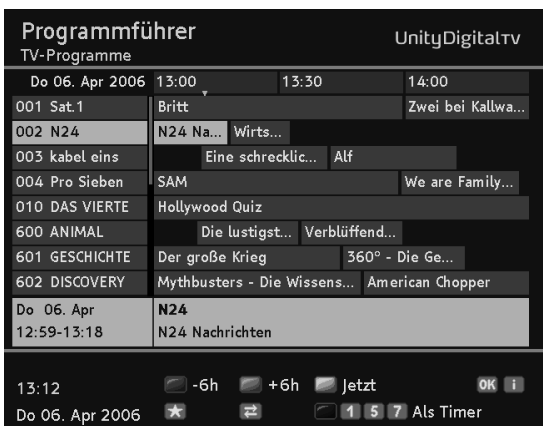 Programmführer
UnityDigitalTV
TV-Programme
Do 06. Apr 2006 13:00 13:30 14:00
001 Sat.1 Britt Zwei bei Kallwa...
002 N24 N24 Na... Wirts...
003 kabel eins Eine schrecklic... Alf
004 Pro Sieben SAM We are Family...
010 DAS VIERTE Hollywood Quiz
600 ANIMAL Die lustigst... Verblüffend...
601 GESCHICHTE Der große Krieg 360° - Die Ge...
602 DISCOVERY Mythbusters - Die Wissens... American Chopper
Do 06. Apr N24
12:59-13:18 N24 Nachrichten
13:12 -6h +6h Jetzt OK i
Do 06. Apr 2006 1 5 7 Als Timer